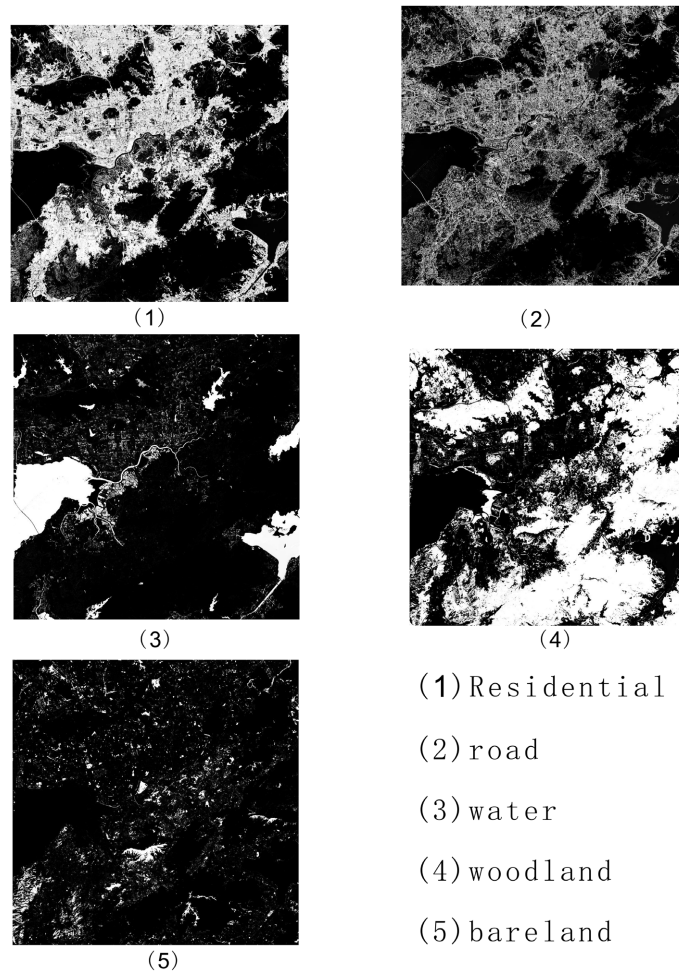 (1)
(2)
(3)
(4)
(1)Residential
(2)road
(3)water
(4)woodland
(5)bareland
(5)